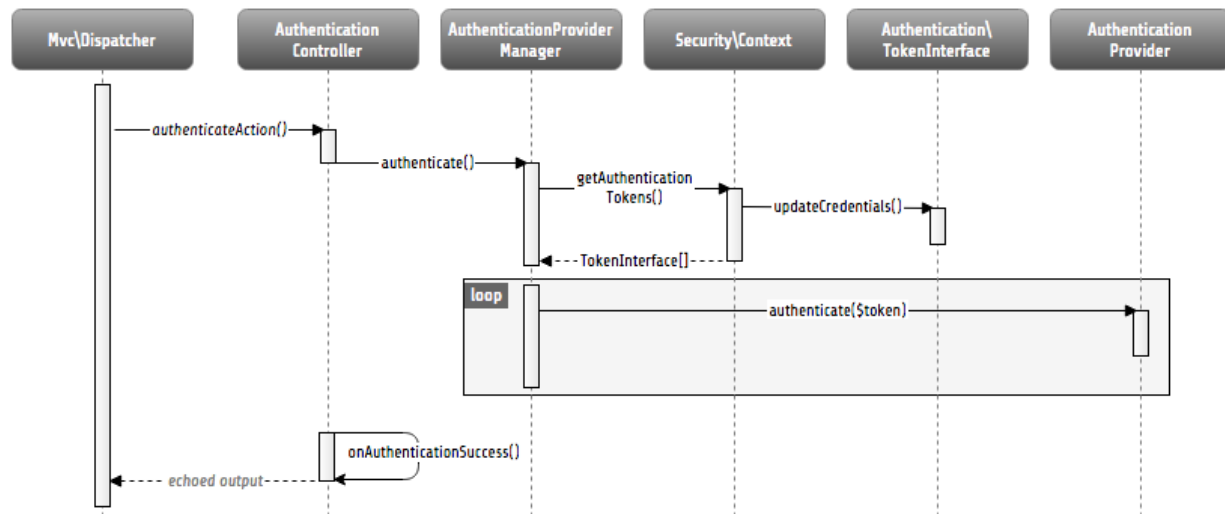 Mvc\Dispatcher
Authentication
Controller
AuthenticationProvider
Manager
Security\Context
Authentication\
TokenInterface
Authentication
Provider
authenticateAction()
authenticate()
getAuthentication
Tokens()
updateCredentials()
TokenInterface[]
loop
authenticate($token)
onAuthenticationSuccess()
echoed output